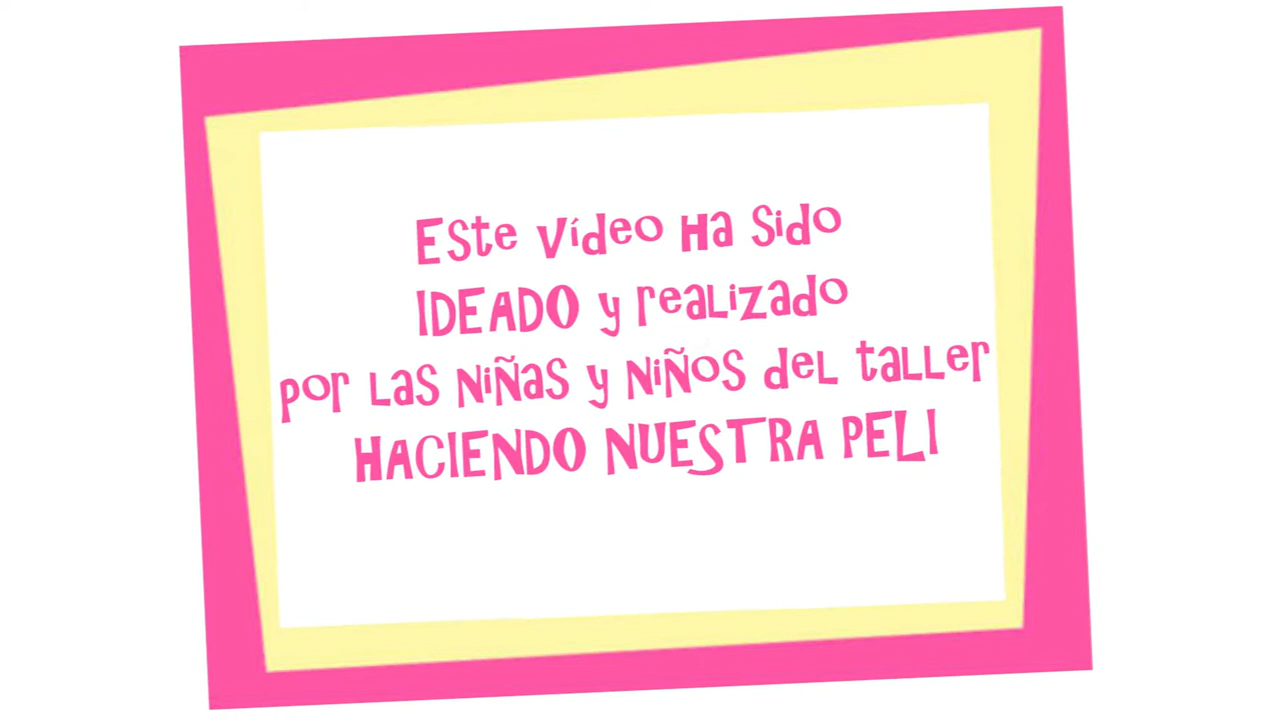 Este vídeo Ha sido
IDEADO y realizado
por las niñas y niños del taller
HACIENDO NUESTRA PELI